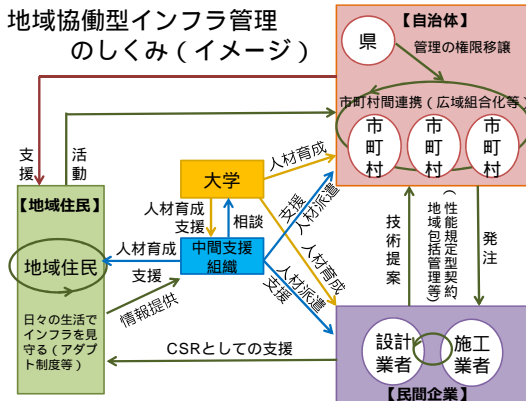 地域協働型インフラ管理
のしくみ（イメージ）
【自治体】
県
管理の権限移譲
市町村間連携（広域組合化等）
市町村
市町村
市町村
支援
活動
【地域住民】
地域住民
日々の生活で
インフラを見
守る（アダプ
ト制度等）
大学
人材育成
人材育成
支援
相談
中間支援
組織
人材育成
支援
情報提供
支援
人材派遣
人材育成
人材派遣
支援
技術提案
（性能規定型契約、
地域包括管理等）
発注
CSRとしての支援
設計
業者
施工
業者
【民間企業】